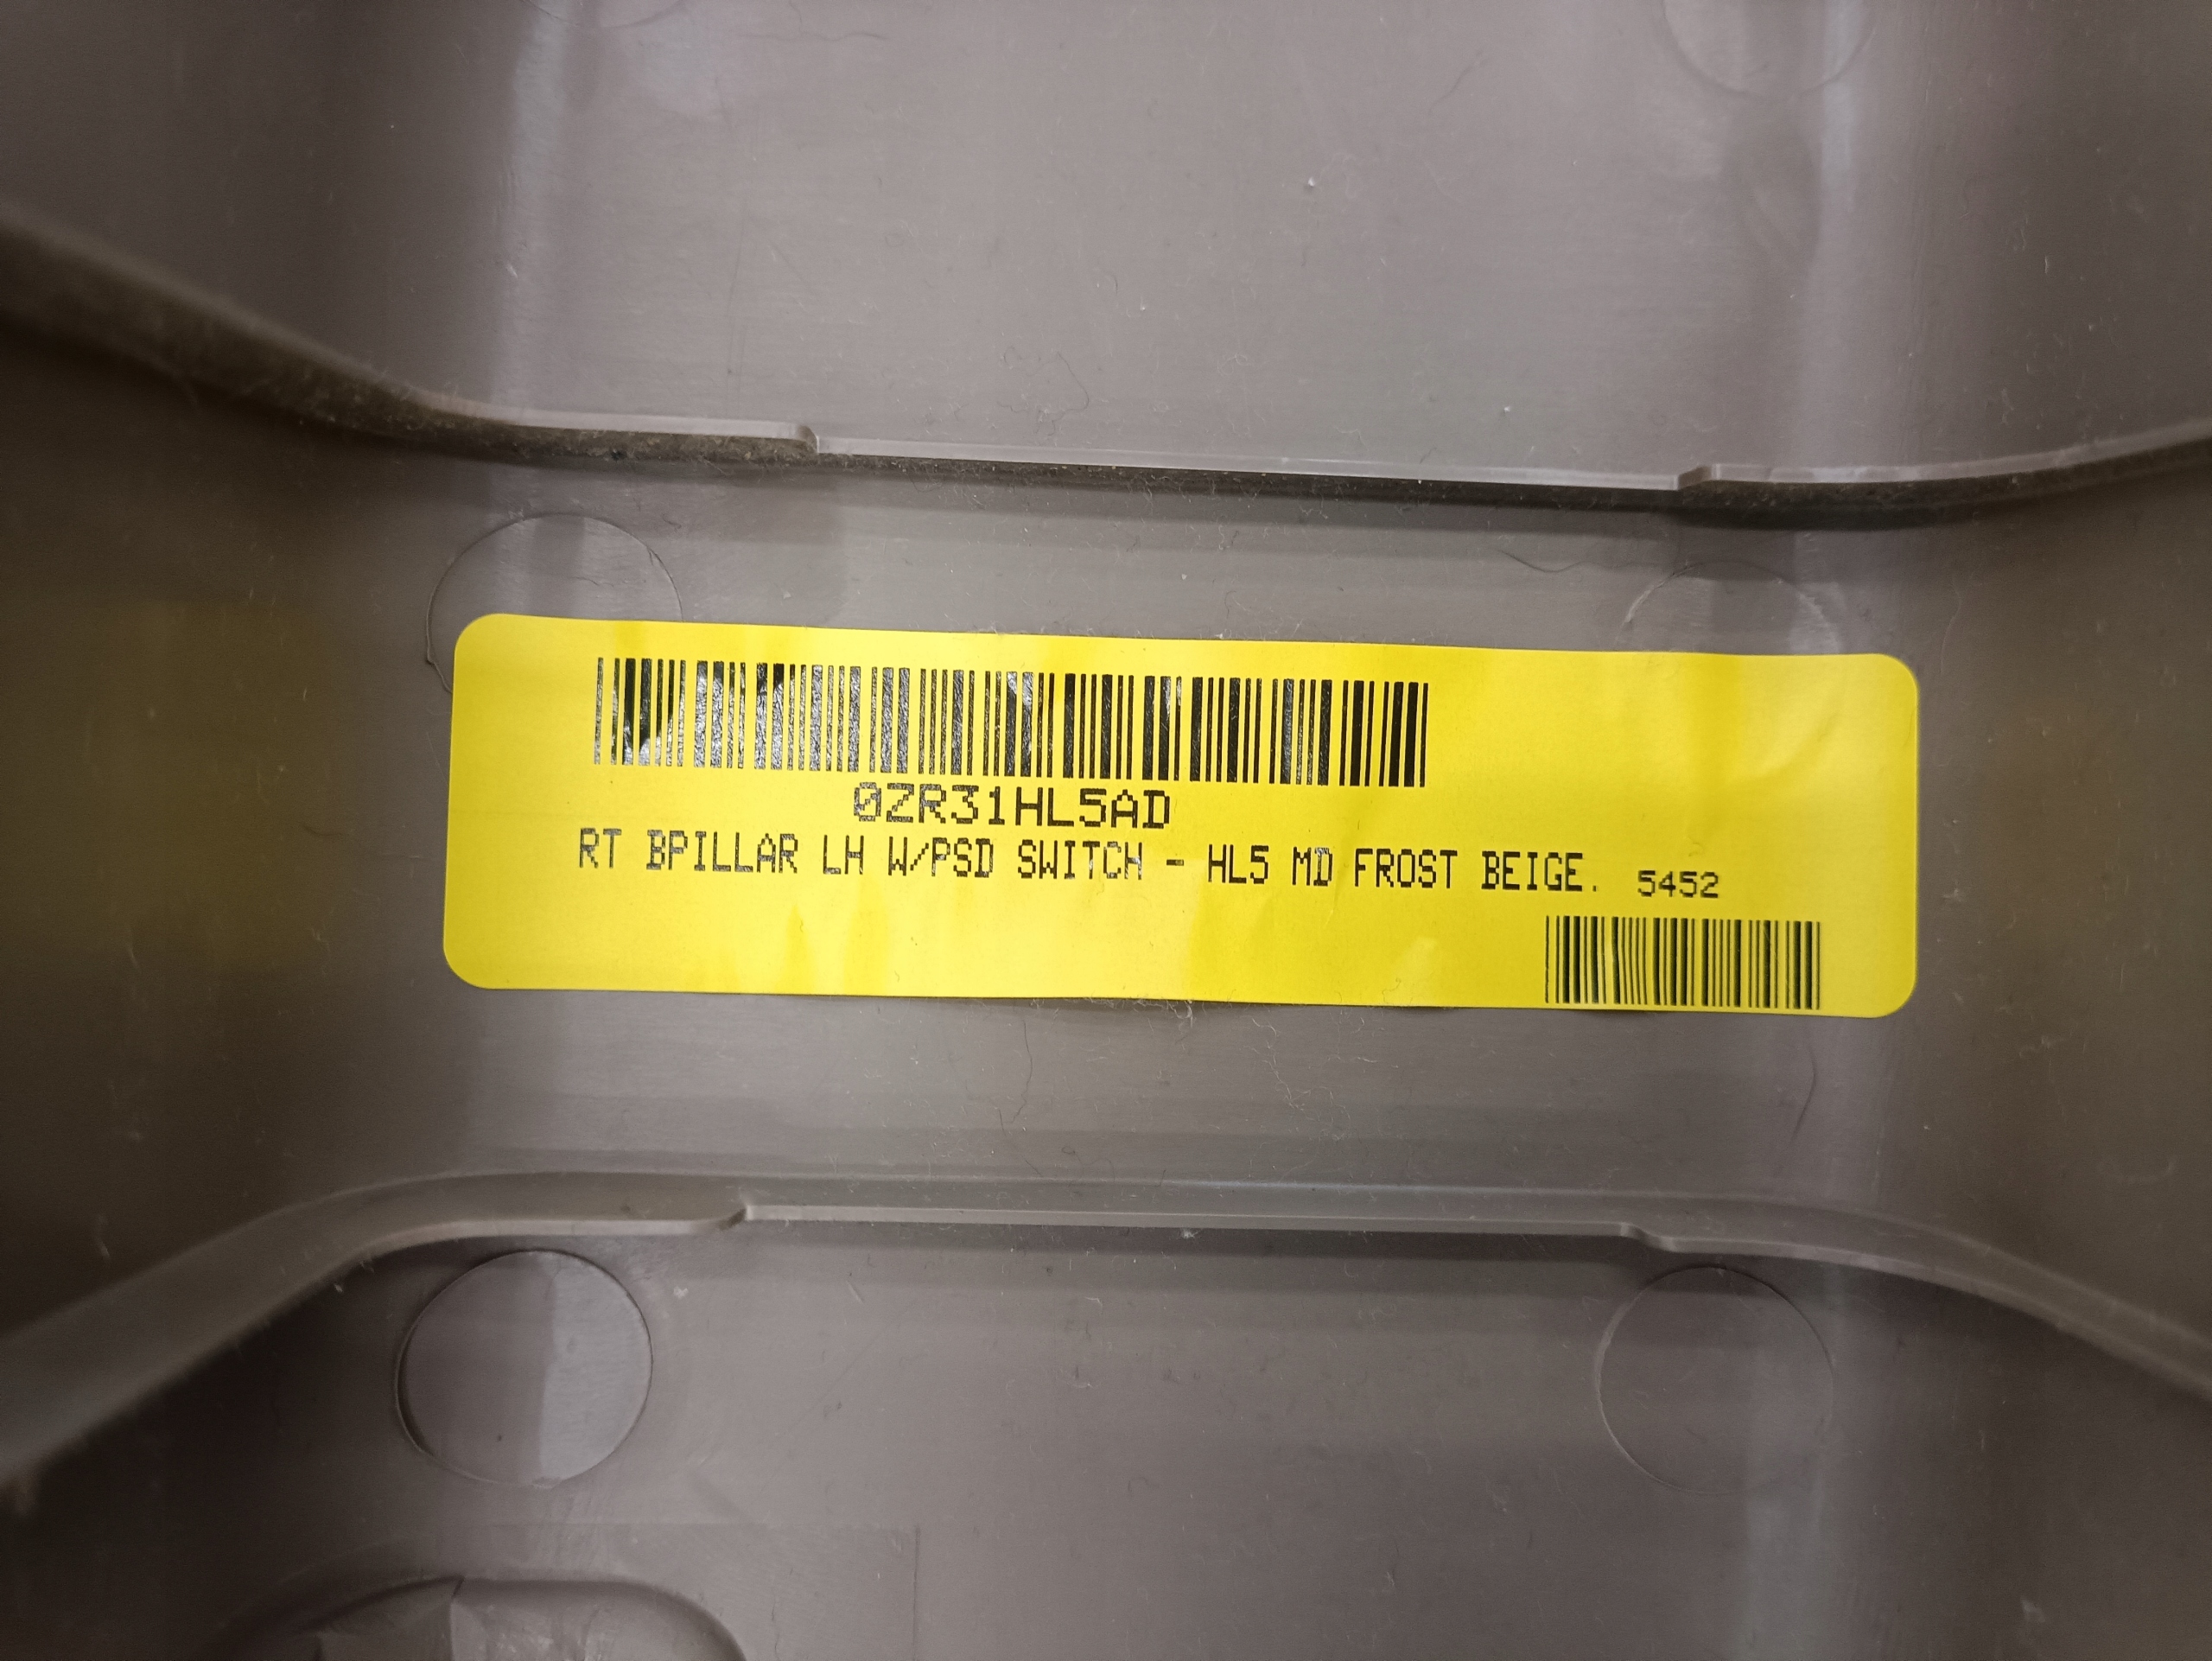 0ZR31HL5AD
RT BPILLAR LH W/PSD SWITCH - HL5 MD FROST BEIGE. 5452